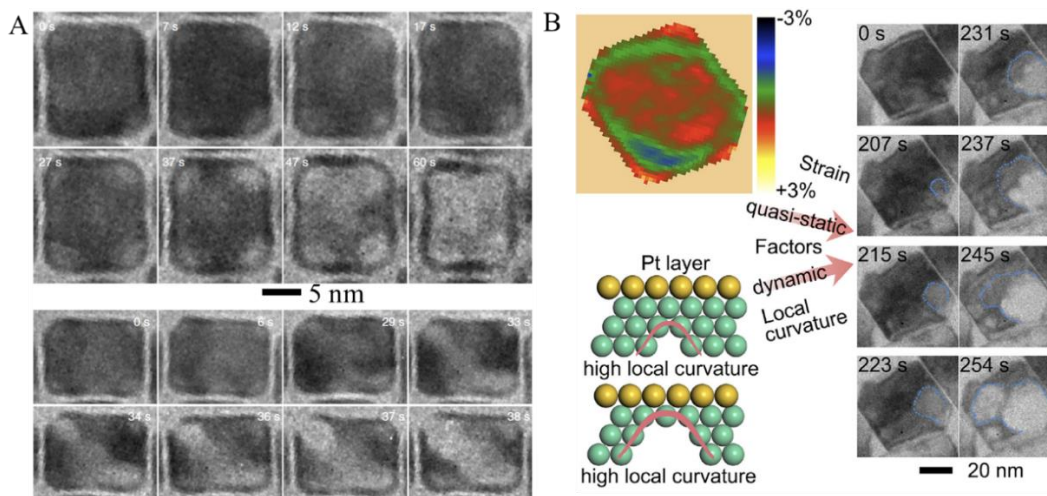 A
0 s 7 s 12 s 17 s
27 s 37 s 47 s 60 s
5 nm
0 s 6 s 29 s 33 s
34 s 36 s 37 s 38 s
B
-3%
+3%
Strain
quasi-static
Factors
dynamic
Local
curvature
Pt layer
high local curvature
high local curvature
0 s 231 s
207 s 237 s
215 s 245 s
223 s 254 s
20 nm